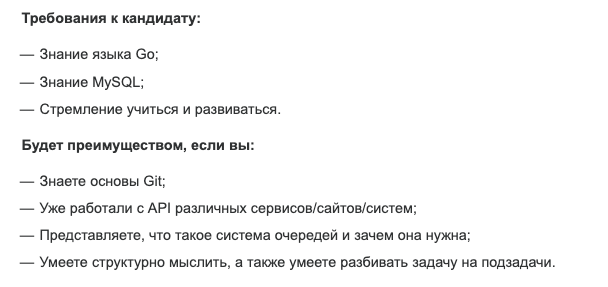 Требования к кандидату:
— Знание языка Go;
— Знание MySQL;
— Стремление учиться и развиваться.
Будет преимуществом, если вы:
— Знаете основы Git;
— Уже работали с API различных сервисов/сайтов/систем;
— Представляете, что такое система очередей и зачем она нужна;
— Умеете структурно мыслить, а также умеете разбивать задачу на подзадачи.